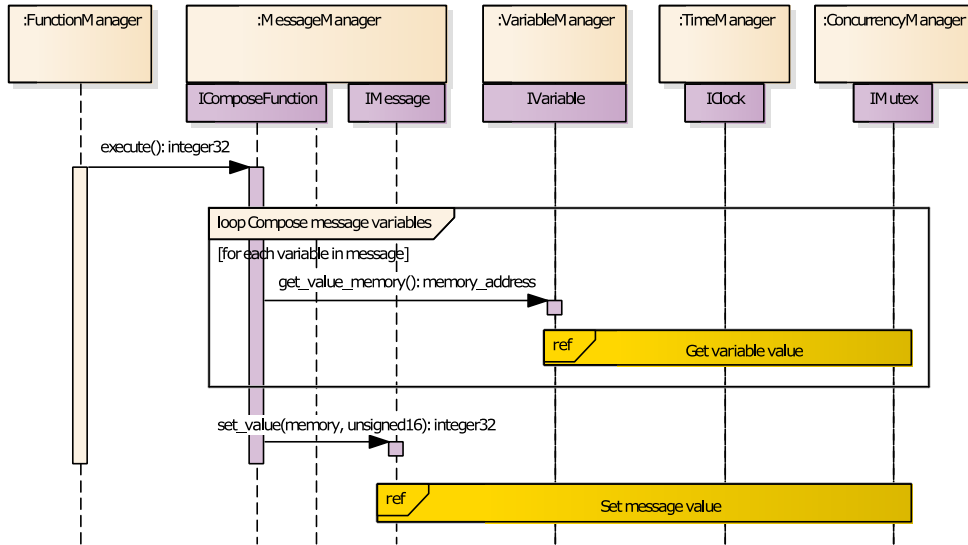 :FunctionManager
:MessageManager
:VariableManager
:TimeManager
:ConcurrencyManager
IComposeFunction
IMessage
IVariable
IClock
IMutex
execute(): integer32
loop Compose message variables
[for each variable in message]
get_value_memory(): memory_address
ref
Get variable value
set_value(memory, unsigned16): integer32
ref
Set message value